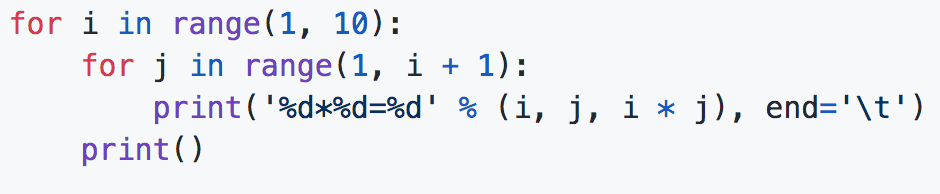 for i in range(1, 10):
    for j in range(1, i + 1):
        print('%d*%d=%d' % (i, j, i * j), end='\t')
    print()